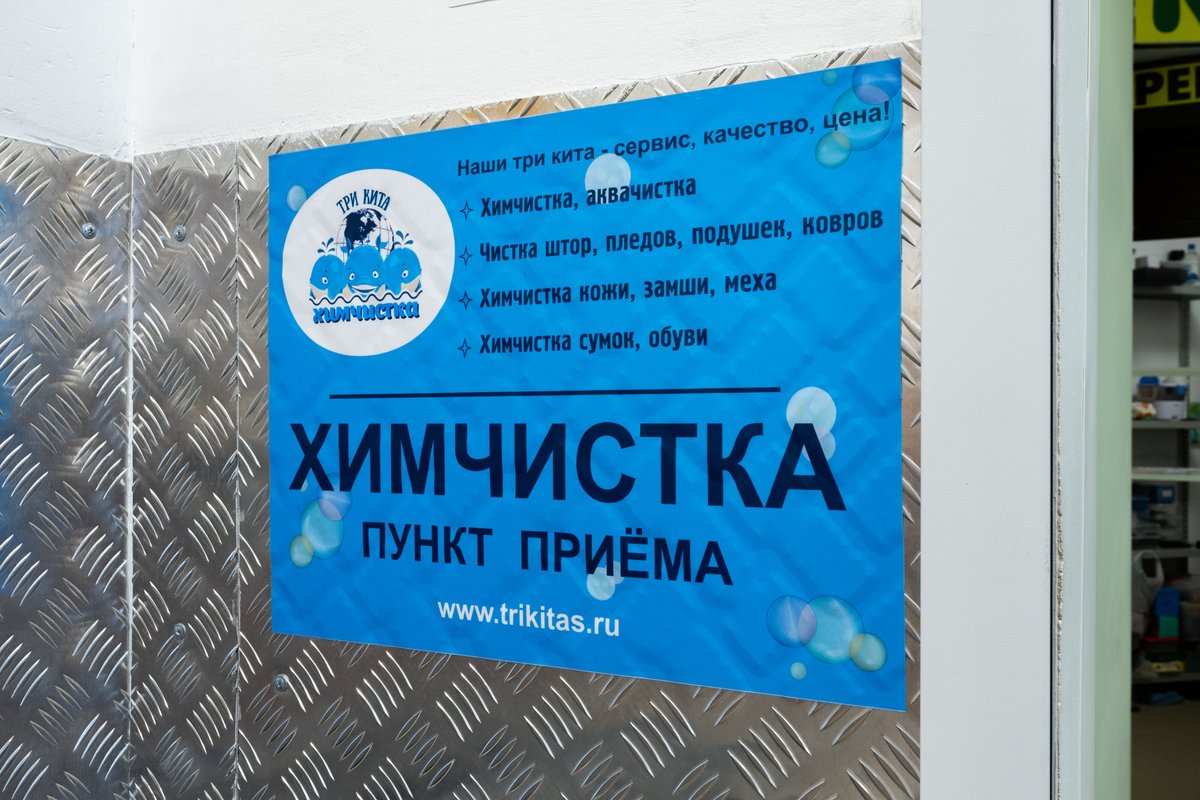 Наши три кита - сервис, качество, цена!
Химчистка, аквачистка
Чистка штор, пледов, подушек, ковров
Химчистка кожи, замши, меха
Химчистка сумок, обуви
ТРИ КИТА
химчистка
ХИМЧИСТКА
ПУНКТ ПРИЁМА
www.trikitas.ru